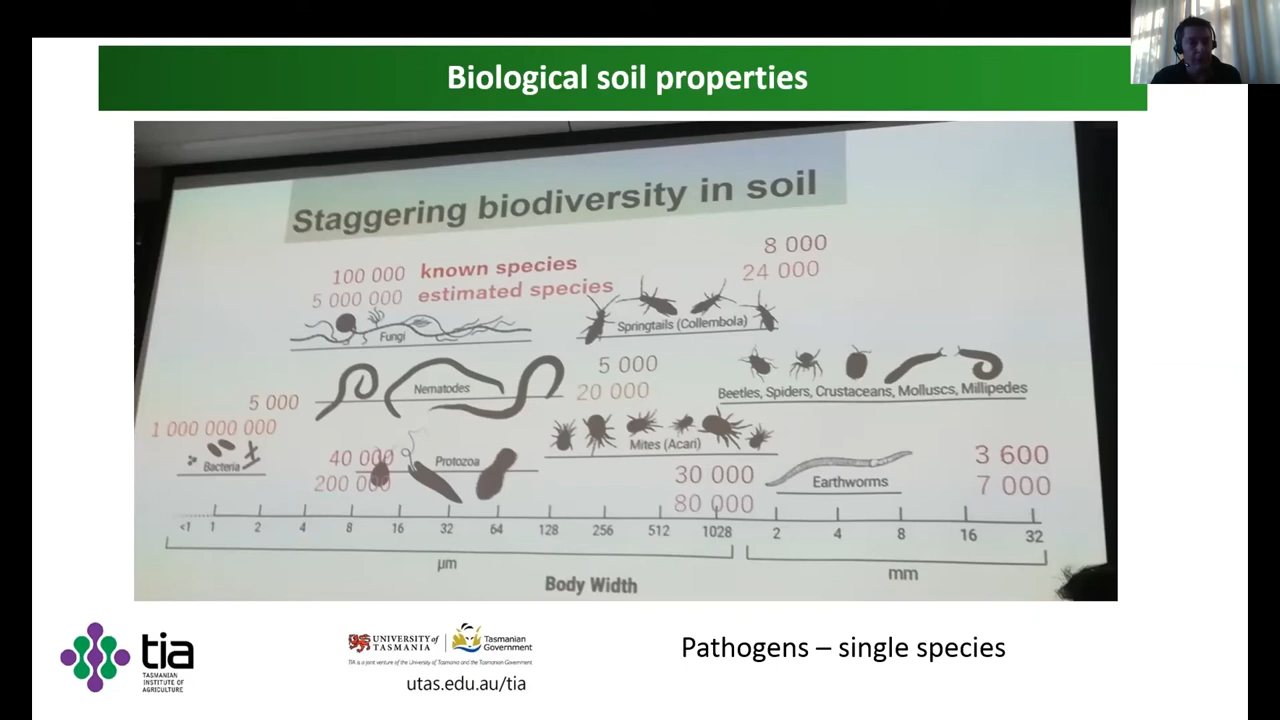 Biological soil properties
Staggering biodiversity in soil
100 000 known species
5 000 000 estimated species
8 000
24 000
Fungi
Springtails (Collembola)
Nematodes
5 000
20 000
Beetles, Spiders, Crustaceans, Molluscs, Millipedes
5 000
1 000 000 000
Bacteria
40 000
200 000
Protozoa
Mites (Acari)
30 000
80 000
Earthworms
3 600
7 000
<1 1 2 4 8 16 32 64 128 256 512 1028 2 4 8 16 32
µm
mm
Body Width
tia
TASMANIAN
INSTITUTE OF
AGRICULTURE
UNIVERSITY of
TASMANIA
Tasmanian
Government
TIA is a joint venture of the University of Tasmania and the Tasmanian Government
utas.edu.au/tia
Pathogens – single species